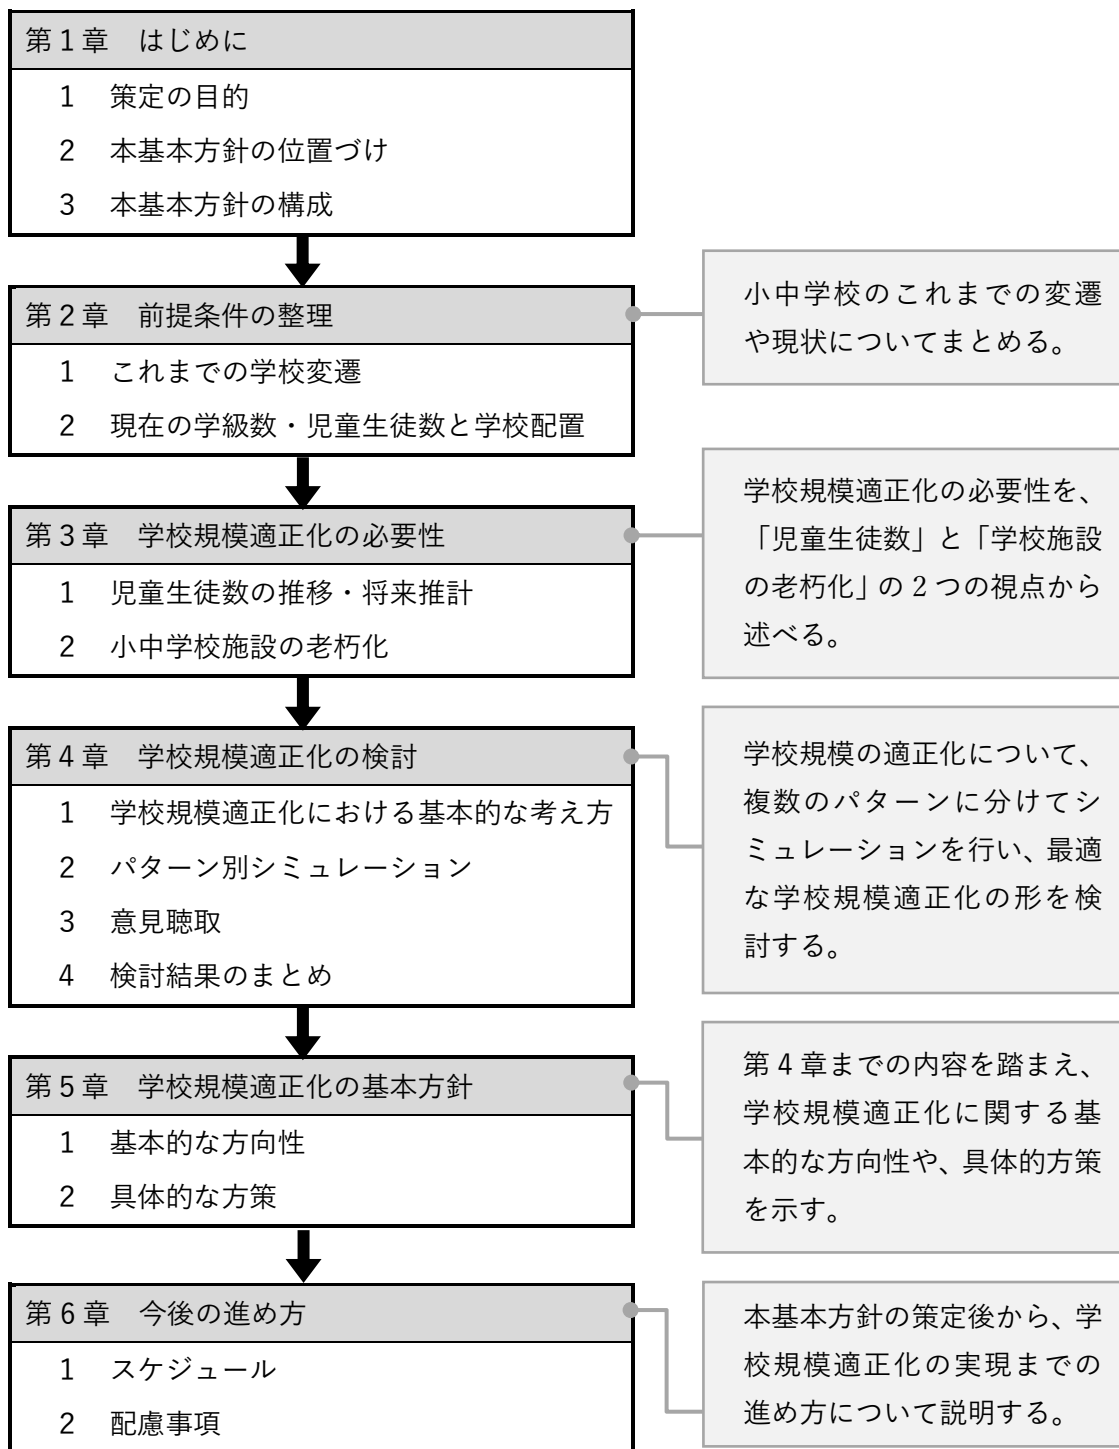 第１章　はじめに
1　策定の目的
2　本基本方針の位置づけ
3　本基本方針の構成
第２章　前提条件の整理
1　これまでの学校変遷
2　現在の学級数・児童生徒数と学校配置
小中学校のこれまでの変遷
や現状についてまとめる。
第３章　学校規模適正化の必要性
1　児童生徒数の推移・将来推計
2　小中学校施設の老朽化
学校規模適正化の必要性を、
「児童生徒数」と「学校施設
の老朽化」の２つの視点から
述べる。
第４章　学校規模適正化の検討
1　学校規模適正化における基本的な考え方
2　パターン別シミュレーション
3　意見聴取
4　検討結果のまとめ
学校規模の適正化について、
複数のパターンに分けてシ
ミュレーションを行い、最適
な学校規模適正化の形を検
討する。
第５章　学校規模適正化の基本方針
1　基本的な方向性
2　具体的な方策
第４章までの内容を踏まえ、
学校規模適正化に関する基
本的な方向性や、具体的方策
を示す。
第６章　今後の進め方
1　スケジュール
2　配慮事項
本基本方針の策定後から、学
校規模適正化の実現までの
進め方について説明する。